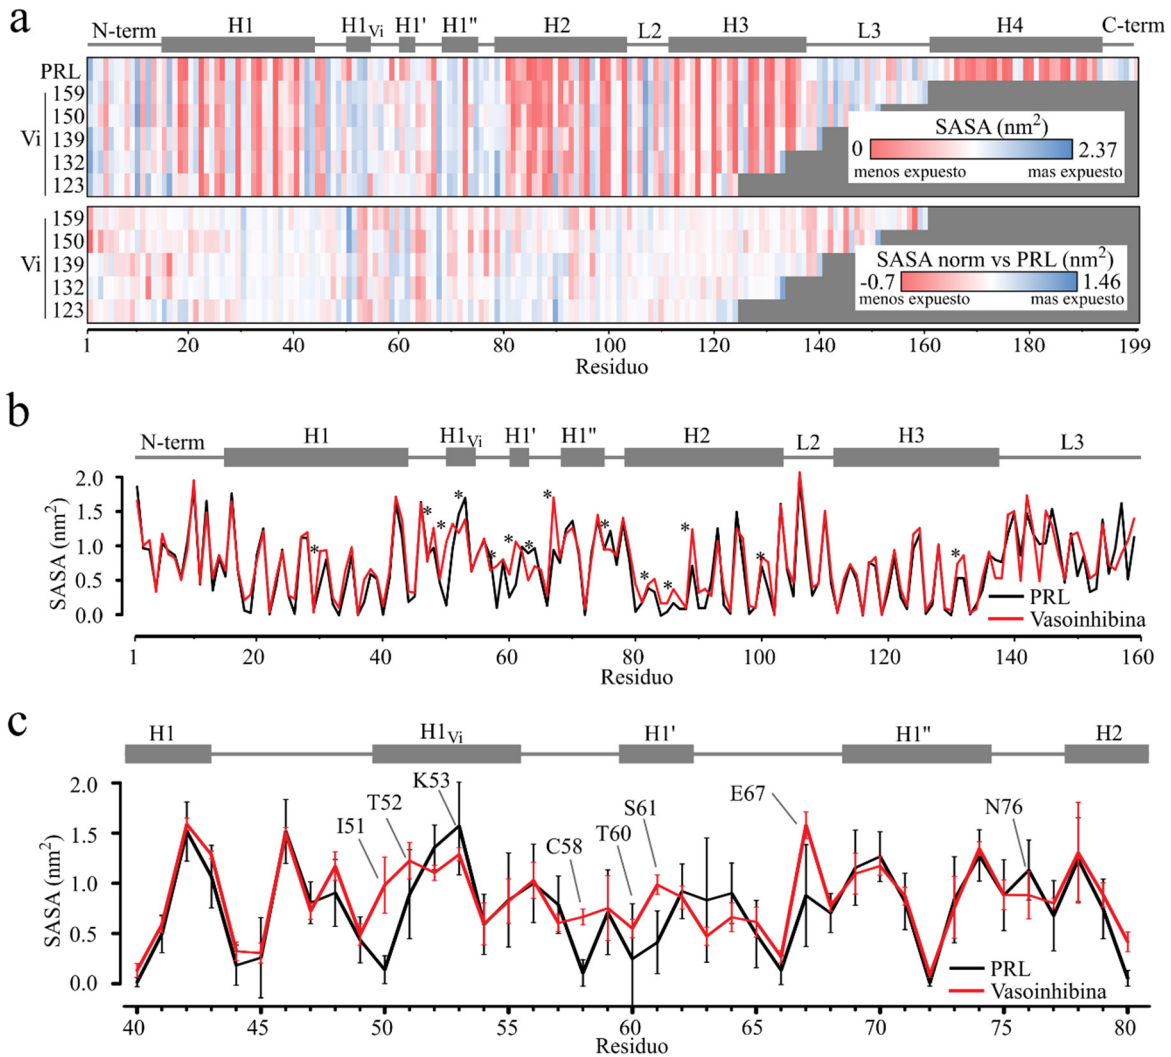 a
N-term H1 H1Vi H1' H1" H2 L2 H3 L3 H4 C-term
PRL
159
150
Vi 139
132
123
SASA (nm2)
0 2.37
menos expuesto mas expuesto
159
150
Vi 139
132
123
SASA norm vs PRL (nm2)
-0.7 1.46
menos expuesto mas expuesto
1 20 40 60 80 100 120 140 160 180 199
Residuo
b
N-term H1 H1Vi H1' H1" H2 L2 H3 L3
SASA (nm2)
2.0
1.5
1.0
0.5
0.0
* * * * * * * * * * * * * *
PRL
Vasoinhibina
1 20 40 60 80 100 120 140 160
Residuo
c
H1 H1Vi H1' H1" H2
SASA (nm2)
2.0
1.5
1.0
0.5
0.0
I51 T52 K53 C58 T60 S61 E67 N76
PRL
Vasoinhibina
40 45 50 55 60 65 70 75 80
Residuo